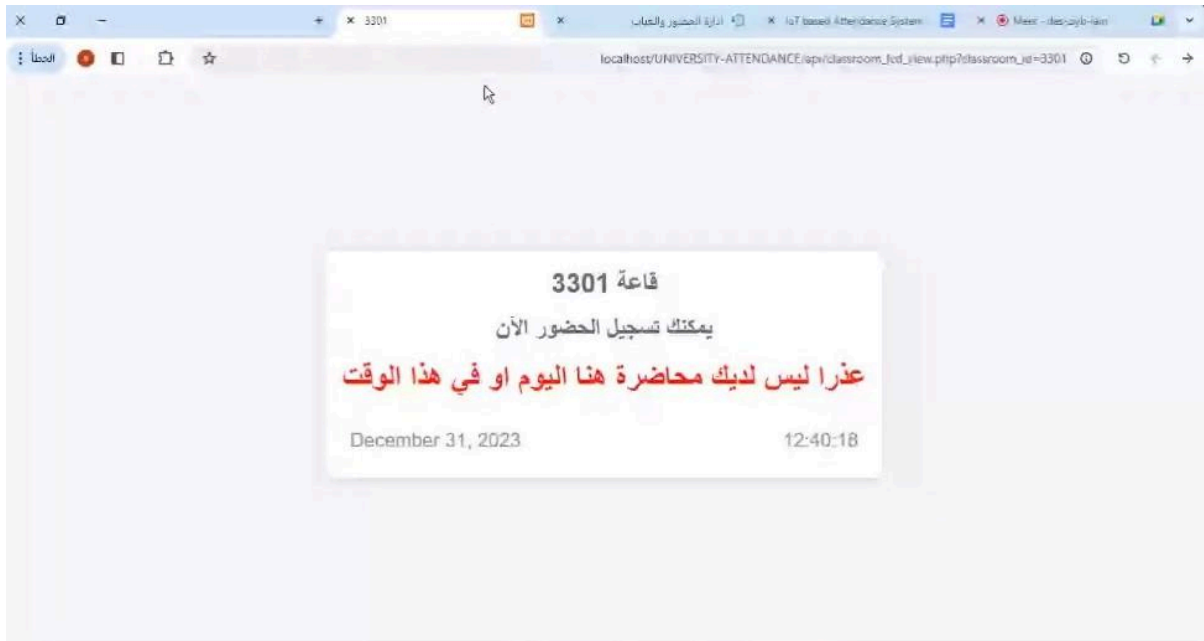 3301
ادارة الحضور والغياب
IoT based Attendance System
الخطأ
localhost/UNIVERSITY-ATTENDANCE/api/classroom_lcd_view.php?classroom_id=3301
قاعة 3301
يمكنك تسجيل الحضور الآن
عذرا ليس لديك محاضرة هنا اليوم او في هذا الوقت
December 31, 2023
12:40:18